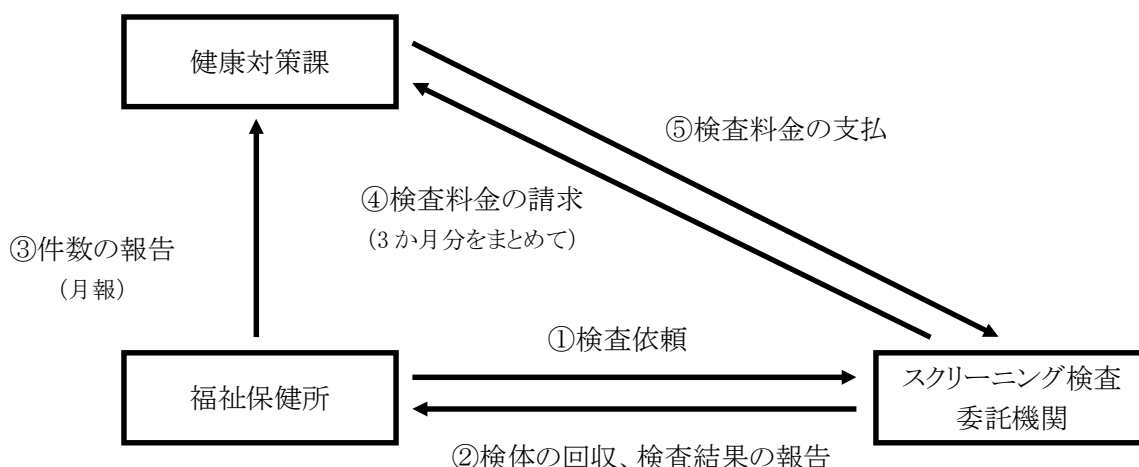 健康対策課
⑤検査料金の支払
④検査料金の請求
(3か月分をまとめて)
③件数の報告
(月報)
①検査依頼
福祉保健所
スクリーニング検査
委託機関
②検体の回収、検査結果の報告